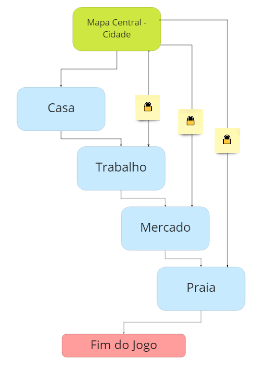 Mapa Central -
Cidade
Casa
Trabalho
Mercado
Praia
Fim do Jogo